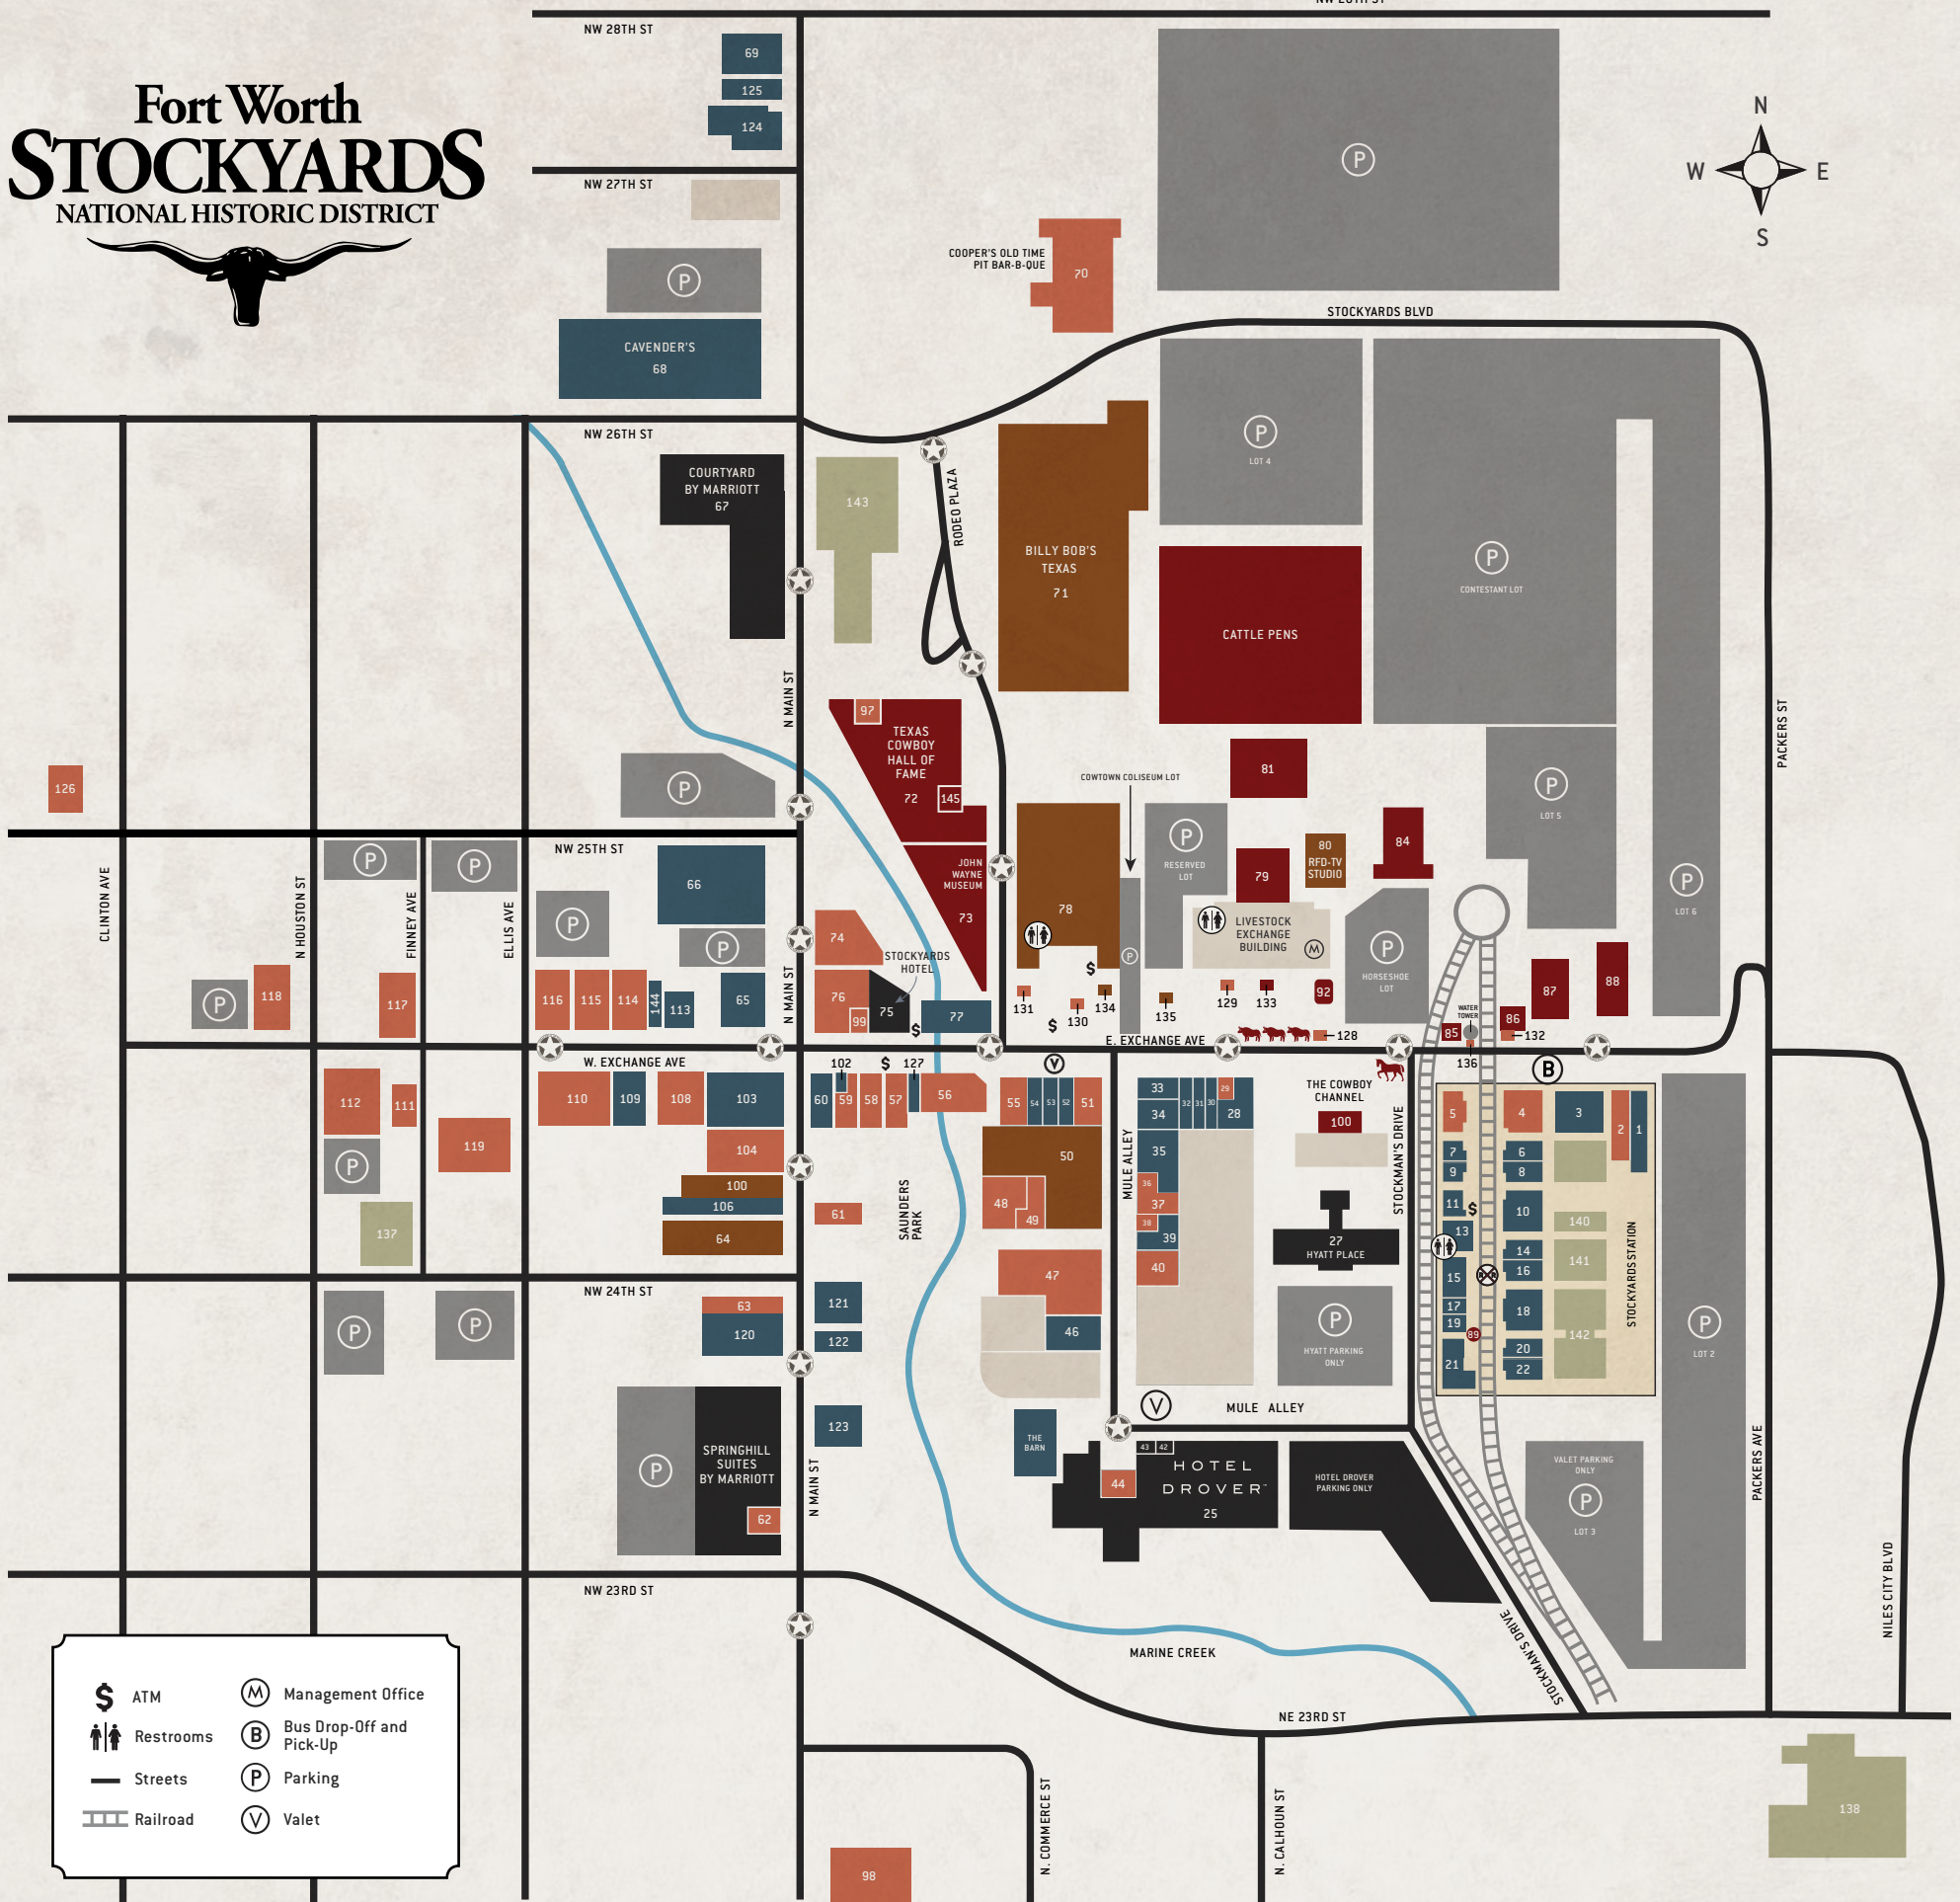 NW 28TH ST
69
125
124
NW 27TH ST
Fort Worth
STOCKYARDS
NATIONAL HISTORIC DISTRICT
P
N
W
E
S
COOPER'S OLD TIME
PIT BAR-B-QUE
70
P
STOCKYARDS BLVD
CAVENDER'S
68
NW 26TH ST
COURTYARD
BY MARRIOTT
67
143
RODEO PLAZA
BILLY BOB'S
TEXAS
71
P
LOT 4
P
CONTESTANT LOT
CATTLE PENS
N MAIN ST
PACKERS ST
97
TEXAS
COWBOY
HALL OF
FAME
72
145
126
P
COWTOWN COLISEUM LOT
81
P
LOT 5
NW 25TH ST
P
P
66
JOHN
WAYNE
MUSEUM
73
78
P
RESERVED
LOT
79
80
RFD-TV
STUDIO
84
P
LOT 6
CLINTON AVE
N HOUSTON ST
FINNEY AVE
ELLIS AVE
P
P
74
STOCKYARDS
HOTEL
LIVESTOCK
EXCHANGE
BUILDING
M
P
HORSESHOE
LOT
P
$
P
118
117
116
115
114
144
113
65
N MAIN ST
76
99
75
$
77
131
130
134
135
129
133
92
87
88
86
$
WATER
TOWER
85
132
128
136
E. EXCHANGE AVE
W. EXCHANGE AVE
102
$
127
V
B
112
111
119
P
137
110
109
108
103
104
100
106
64
60
59
58
57
56
61
SAUNDERS
PARK
55
54
53
52
51
50
48
49
47
46
MULE ALLEY
33
34
32
31
30
29
28
35
36
37
38
39
40
THE COWBOY
CHANNEL
100
27
HYATT PLACE
P
HYATT PARKING
ONLY
STOCKMAN'S DRIVE
5
4
3
2
1
7
9
6
8
11
$
10
13
14
16
15
17
19
18
89
21
20
22
140
141
142
STOCKYARDS STATION
P
LOT 2
NW 24TH ST
P
P
63
120
121
122
123
P
SPRINGHILL
SUITES
BY MARRIOTT
62
N MAIN ST
V
MULE ALLEY
THE
BARN
43
42
44
HOTEL
DROVER
25
HOTEL DROVER
PARKING ONLY
VALET PARKING
ONLY
P
LOT 3
PACKERS AVE
NILES CITY BLVD
NW 23RD ST
MARINE CREEK
STOCKMAN'S DRIVE
NE 23RD ST
N. COMMERCE ST
N. CALHOUN ST
138
98
$ ATM
Restrooms
Streets
Railroad
M Management Office
B Bus Drop-Off and
Pick-Up
P Parking
V Valet